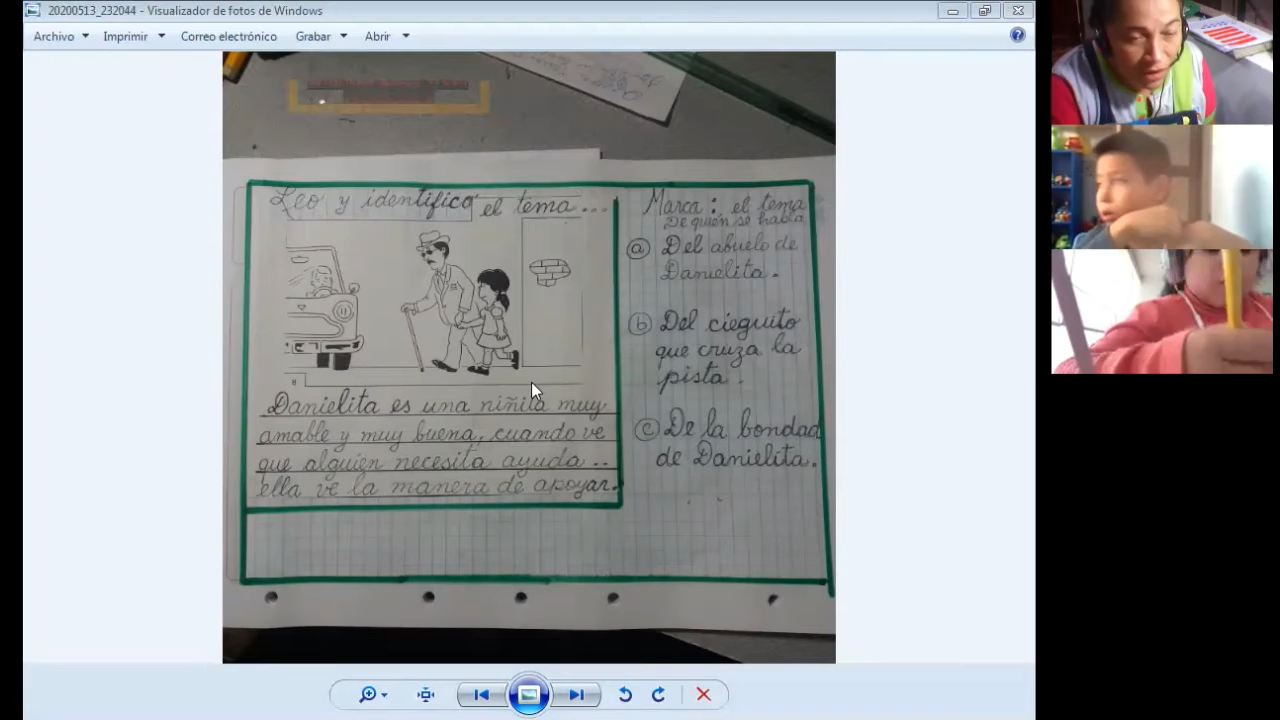 20200513_232044 - Visualizador de fotos de Windows
Archivo Imprimir Correo electrónico Grabar Abrir
Leo y identifico el tema...
Danielita es una niñita muy
amable y muy buena, cuando ve
que alguien necesita ayuda..
ella ve la manera de apoyar.
Marca: el tema
De quién se habla
a Del abuelo de
Danielita.
b Del cieguito
que cruza la
pista.
c De la bondad
de Danielita.